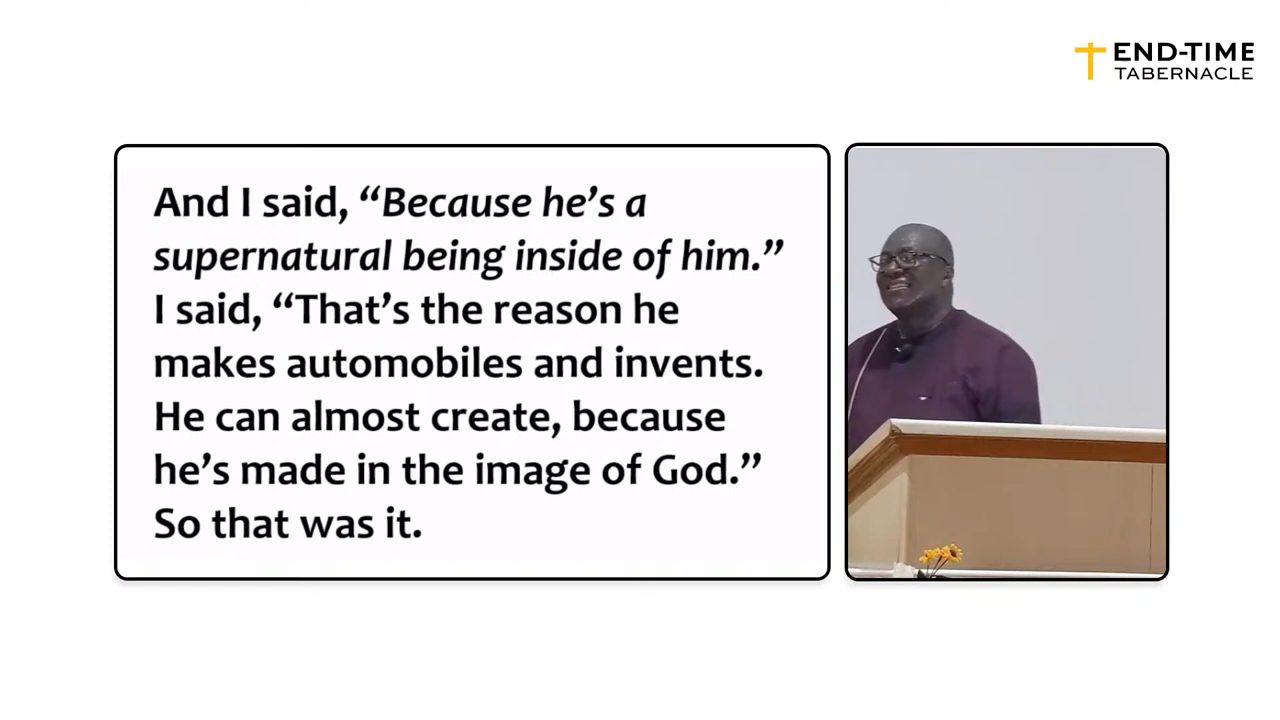 END-TIME
TABERNACLE
And I said, “Because he’s a
supernatural being inside of him.”
I said, “That’s the reason he
makes automobiles and invents.
He can almost create, because
he’s made in the image of God.”
So that was it.